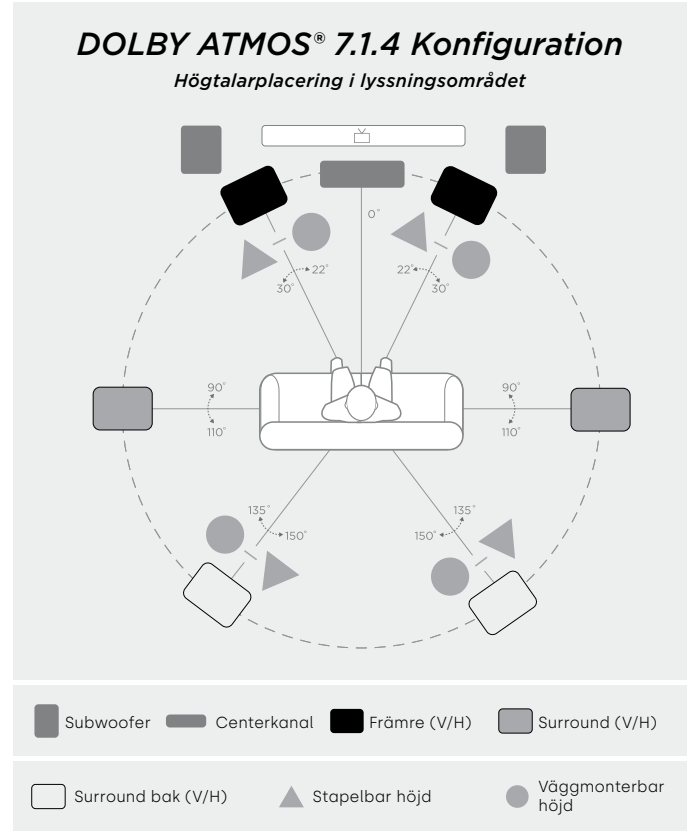 DOLBY ATMOS® 7.1.4 Konfiguration
Högtalarplacering i lyssningsområdet
0°
22° 22°
30° 30°
90° 90°
110° 110°
135° 135°
150° 150°
Subwoofer Centerkanal Främre (V/H) Surround (V/H)
Surround bak (V/H) Stapelbar höjd Väggmonterbar
höjd